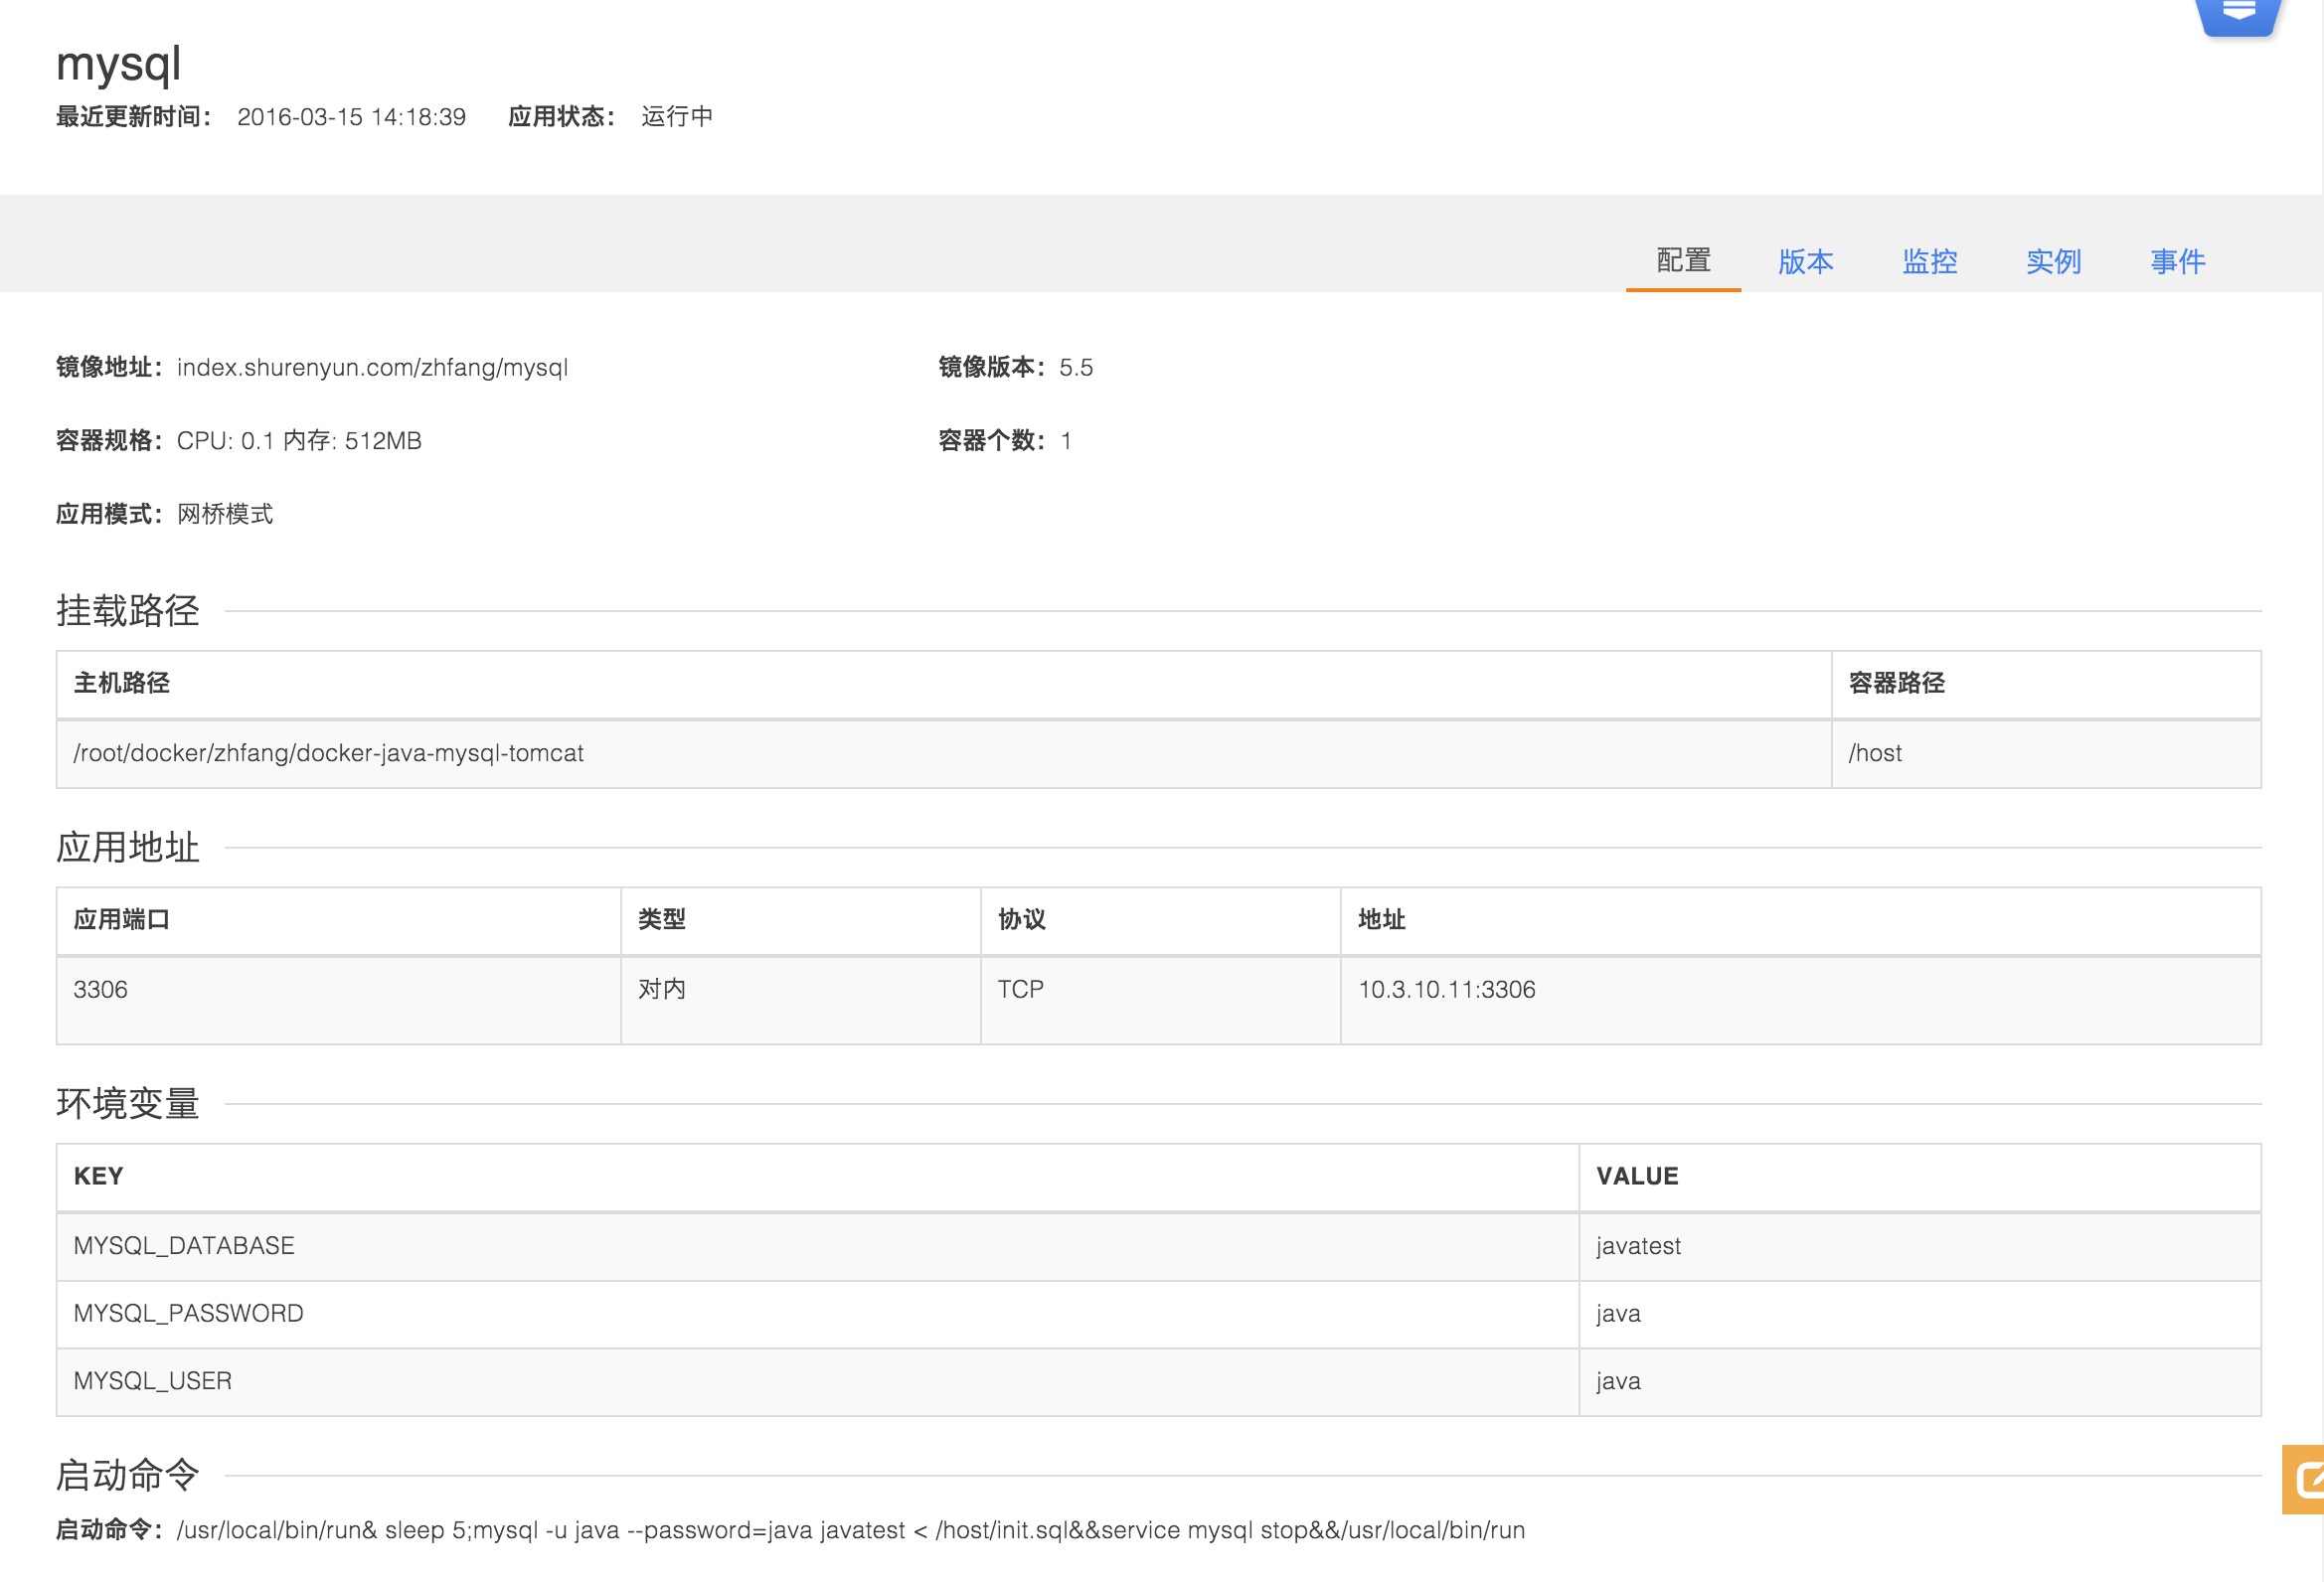 mysql
最近更新时间： 2016-03-15 14:18:39 应用状态： 运行中
配置 版本 监控 实例 事件
镜像地址：index.shurenyun.com/zhfang/mysql 镜像版本：5.5
容器规格：CPU: 0.1 内存: 512MB 容器个数：1
应用模式：网桥模式
挂载路径
主机路径 容器路径
/root/docker/zhfang/docker-java-mysql-tomcat /host
应用地址
应用端口 类型 协议 地址
3306 对内 TCP 10.3.10.11:3306
环境变量
KEY VALUE
MYSQL_DATABASE javatest
MYSQL_PASSWORD java
MYSQL_USER java
启动命令
启动命令：/usr/local/bin/run& sleep 5;mysql -u java --password=java javatest < /host/init.sql&&service mysql stop&&/usr/local/bin/run